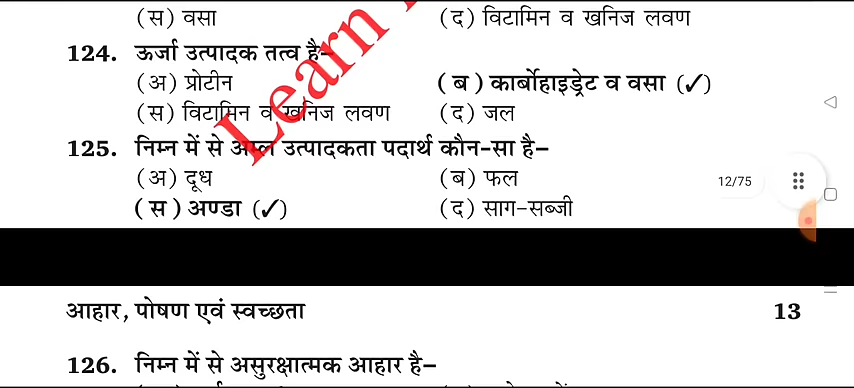 (स) वसा (द) विटामिन व खनिज लवण
124. ऊर्जा उत्पादक तत्व है–
(अ) प्रोटीन (ब) कार्बोहाइड्रेट व वसा (✓)
(स) विटामिन व खनिज लवण (द) जल
125. निम्न में से अम्ल उत्पादकता पदार्थ कौन-सा है–
(अ) दूध (ब) फल
(स) अण्डा (✓) (द) साग-सब्जी
Learn
12/75
आहार, पोषण एवं स्वच्छता 13
126. निम्न में से असुरक्षात्मक आहार है–